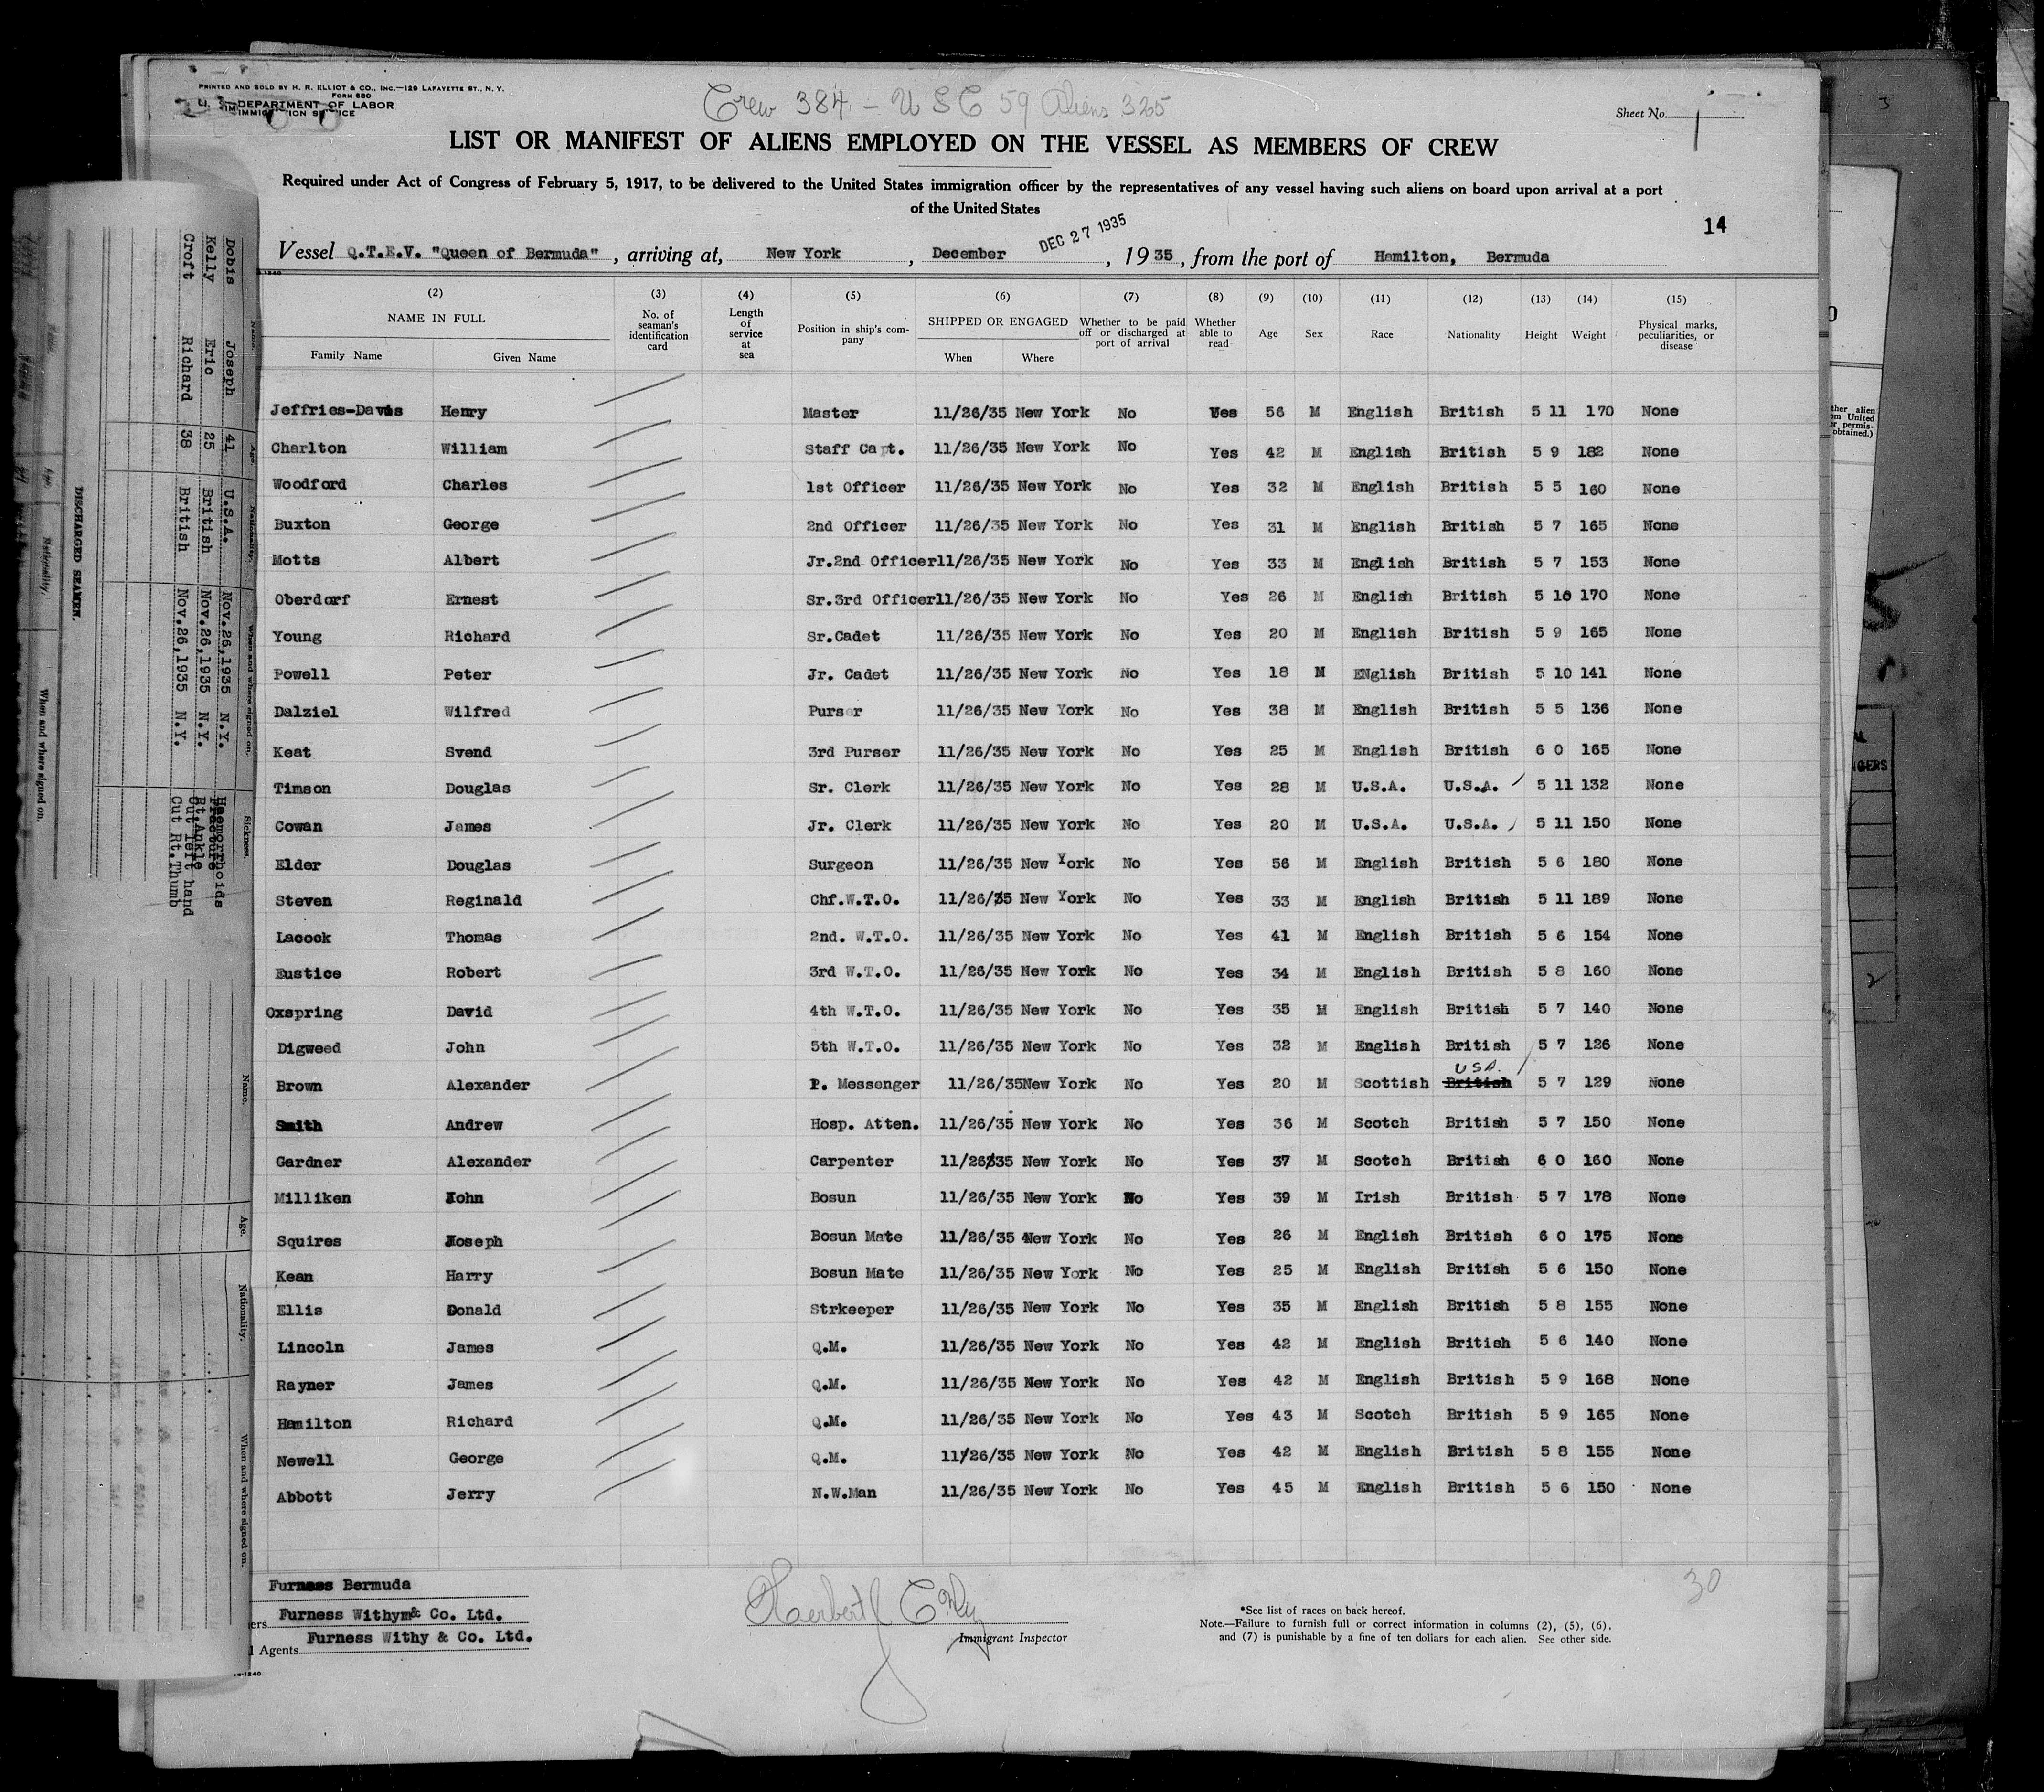 PRINTED AND SOLD BY H. R. ELLIOT & CO., INC.—129 LAFAYETTE ST., N. Y.
FORM 680
U. S. DEPARTMENT OF LABOR
IMMIGRATION SERVICE
Crew 384 - U S C 59 Aliens 325
Sheet No. 1
LIST OR MANIFEST OF ALIENS EMPLOYED ON THE VESSEL AS MEMBERS OF CREW
Required under Act of Congress of February 5, 1917, to be delivered to the United States immigration officer by the representatives of any vessel having such aliens on board upon arrival at a port
of the United States
14
DEC 27 1935
Vessel Q.T.E.V. "Queen of Bermuda", arriving at, New York, December, 1935, from the port of Hamilton, Bermuda
(2) (3) (4) (5) (6) (7) (8) (9) (10) (11) (12) (13) (14) (15)
NAME IN FULL No. of seaman's identification card Length of service at sea Position in ship's company SHIPPED OR ENGAGED Whether to be paid off or discharged at port of arrival Whether able to read Age Sex Race Nationality Height Weight Physical marks, peculiarities, or disease
Family Name Given Name When Where
Jeffries-Davis Henry Master 11/26/35 New York No Yes 56 M English British 5 11 170 None
Charlton William Staff Capt. 11/26/35 New York No Yes 42 M English British 5 9 182 None
Woodford Charles 1st Officer 11/26/35 New York No Yes 32 M English British 5 5 160 None
Buxton George 2nd Officer 11/26/35 New York No Yes 31 M English British 5 7 165 None
Motts Albert Jr.2nd Officer 11/26/35 New York No Yes 33 M English British 5 7 153 None
Oberdorf Ernest Sr.3rd Officer 11/26/35 New York No Yes 26 M English British 5 10 170 None
Young Richard Sr.Cadet 11/26/35 New York No Yes 20 M English British 5 9 165 None
Powell Peter Jr. Cadet 11/26/35 New York No Yes 18 M ENglish British 5 10 141 None
Dalziel Wilfred Purser 11/26/35 New York No Yes 38 M English British 5 5 136 None
Keat Svend 3rd Purser 11/26/35 New York No Yes 25 M English British 6 0 165 None
Timson Douglas Sr. Clerk 11/26/35 New York No Yes 28 M U.S.A. U.S.A. 5 11 132 None
Cowan James Jr. Clerk 11/26/35 New York No Yes 20 M U.S.A. U.S.A. 5 11 150 None
Elder Douglas Surgeon 11/26/35 New York No Yes 56 M English British 5 6 180 None
Steven Reginald Chf.W.T.O. 11/26/35 New York No Yes 33 M English British 5 11 189 None
Lacock Thomas 2nd. W.T.O. 11/26/35 New York No Yes 41 M English British 5 6 154 None
Eustice Robert 3rd W.T.O. 11/26/35 New York No Yes 34 M English British 5 8 160 None
Oxspring David 4th W.T.O. 11/26/35 New York No Yes 35 M English British 5 7 140 None
Digweed John 5th W.T.O. 11/26/35 New York No Yes 32 M English British 5 7 126 None
USA.
Brown Alexander P. Messenger 11/26/35New York No Yes 20 M Scottish British 5 7 129 None
Smith Andrew Hosp. Atten. 11/26/35 New York No Yes 36 M Scotch British 5 7 150 None
Gardner Alexander Carpenter 11/26/35 New York No Yes 37 M Scotch British 6 0 160 None
Milliken John Bosun 11/26/35 New York No Yes 39 M Irish British 5 7 178 None
Squires Joseph Bosun Mate 11/26/35 New York No Yes 26 M English British 6 0 175 None
Kean Harry Bosun Mate 11/26/35 New York No Yes 25 M English British 5 6 150 None
Ellis Donald Strkeeper 11/26/35 New York No Yes 35 M English British 5 8 155 None
Lincoln James Q.M. 11/26/35 New York No Yes 42 M English British 5 6 140 None
Rayner James Q.M. 11/26/35 New York No Yes 42 M English British 5 9 168 None
Hamilton Richard Q.M. 11/26/35 New York No Yes 43 M Scotch British 5 9 165 None
Newell George Q.M. 11/26/35 New York No Yes 42 M English British 5 8 155 None
Abbott Jerry N.W.Man 11/26/35 New York No Yes 45 M English British 5 6 150 None
30
Furness Bermuda
ers Furness Withym& Co. Ltd.
l Agents Furness Withy & Co. Ltd.
Immigrant Inspector
*See list of races on back hereof.
Note.—Failure to furnish full or correct information in columns (2), (5), (6),
and (7) is punishable by a fine of ten dollars for each alien. See other side.
Name. Age. Nationality. When and where signed on. Sickness.
Dobis Joseph 41 U.S.A. Nov.26,1935 N.Y. Haemorrhoids
Kelly Eric 25 British Nov.26,1935 N.Y. Fracture Rt.Ankle
Croft Richard 38 British Nov.26,1935 N.Y. Cut left hand
Cut Rt.Thumb
DISCHARGED SEAMEN.
Nationality. When and where signed on.
Name. Age. Nationality. When and where signed on.
ther alien
om United
er permis-
obtained.)
NGERS
2
3